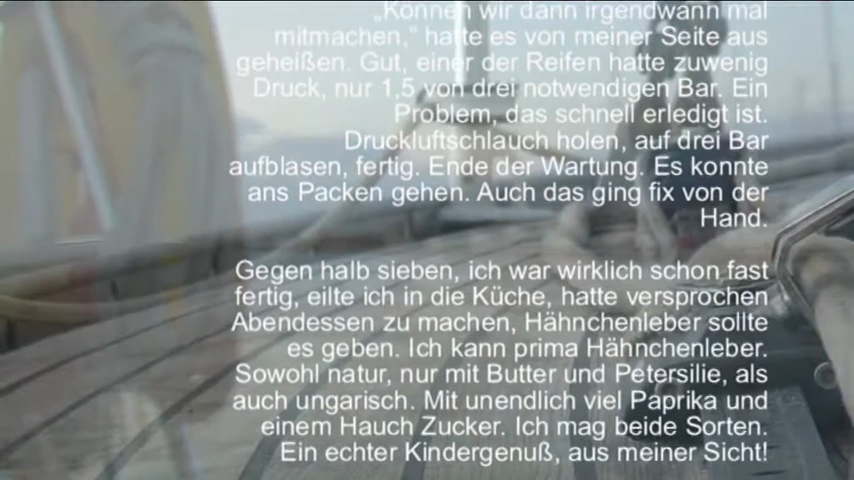 „Können wir dann irgendwann mal
mitmachen,“ hatte es von meiner Seite aus
geheißen. Gut, einer der Reifen hatte zuwenig
Druck, nur 1,5 von drei notwendigen Bar. Ein
Problem, das schnell erledigt ist.
Druckluftschlauch holen, auf drei Bar
aufblasen, fertig. Ende der Wartung. Es konnte
ans Packen gehen. Auch das ging fix von der
Hand.
Gegen halb sieben, ich war wirklich schon fast
fertig, eilte ich in die Küche, hatte versprochen
Abendessen zu machen, Hähnchenleber sollte
es geben. Ich kann prima Hähnchenleber.
Sowohl natur, nur mit Butter und Petersilie, als
auch ungarisch. Mit unendlich viel Paprika und
einem Hauch Zucker. Ich mag beide Sorten.
Ein echter Kindergenuß, aus meiner Sicht!